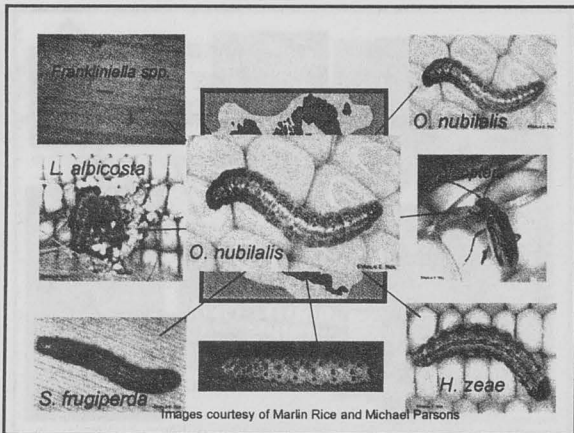 Frankliniella spp.
O. nubilalis
L. albicosta
O. nubilalis
S. frugiperda
H. zeae
Images courtesy of Marlin Rice and Michael Parsons